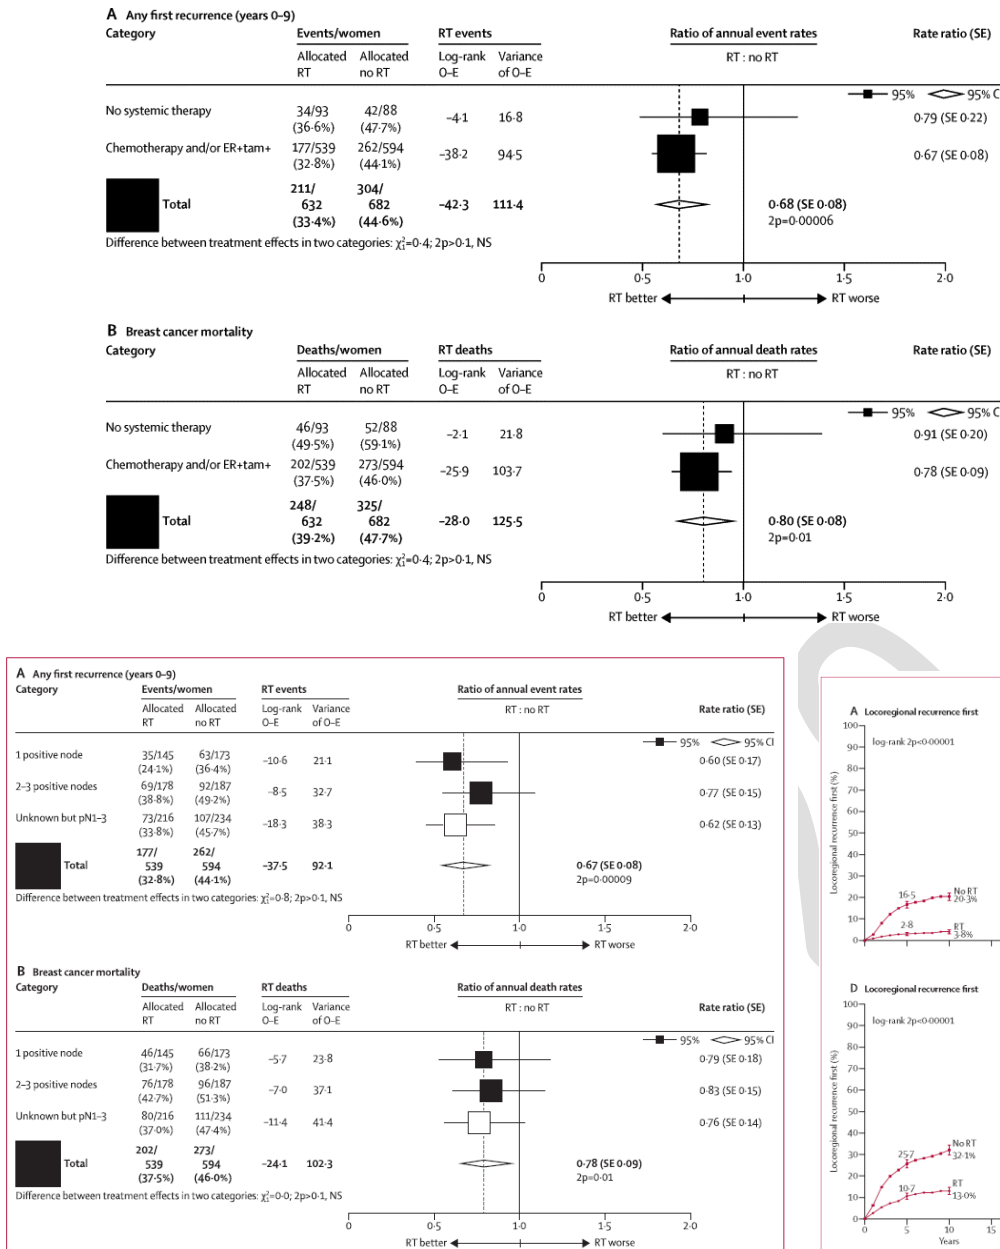 A Any first recurrence (years 0–9)
Category Events/women RT events Ratio of annual event rates Rate ratio (SE)
Allocated RT Allocated no RT Log-rank O–E Variance of O–E RT : no RT
95% 95% C
No systemic therapy 34/93 (36·6%) 42/88 (47·7%) –4·1 16·8 0·79 (SE 0·22)
Chemotherapy and/or ER+tam+ 177/539 (32·8%) 262/594 (44·1%) –38·2 94·5 0·67 (SE 0·08)
Total 211/632 (33·4%) 304/682 (44·6%) –42·3 111·4 0·68 (SE 0·08)
2p=0·00006
Difference between treatment effects in two categories: χ²₁=0·4; 2p>0·1, NS
0 0·5 1·0 1·5 2·0
RT better RT worse
B Breast cancer mortality
Category Deaths/women RT deaths Ratio of annual death rates Rate ratio (SE)
Allocated RT Allocated no RT Log-rank O–E Variance of O–E RT : no RT
95% 95% C
No systemic therapy 46/93 (49·5%) 52/88 (59·1%) –2·1 21·8 0·91 (SE 0·20)
Chemotherapy and/or ER+tam+ 202/539 (37·5%) 273/594 (46·0%) –25·9 103·7 0·78 (SE 0·09)
Total 248/632 (39·2%) 325/682 (47·7%) –28·0 125·5 0·80 (SE 0·08)
2p=0·01
Difference between treatment effects in two categories: χ²₁=0·4; 2p>0·1, NS
0 0·5 1·0 1·5 2·0
RT better RT worse
A Any first recurrence (years 0–9)
Category Events/women RT events Ratio of annual event rates Rate ratio (SE)
Allocated RT Allocated no RT Log-rank O–E Variance of O–E RT : no RT
95% 95% CI
1 positive node 35/145 (24·1%) 63/173 (36·4%) –10·6 21·1 0·60 (SE 0·17)
2–3 positive nodes 69/178 (38·8%) 92/187 (49·2%) –8·5 32·7 0·77 (SE 0·15)
Unknown but pN1–3 73/216 (33·8%) 107/234 (45·7%) –18·3 38·3 0·62 (SE 0·13)
Total 177/539 (32·8%) 262/594 (44·1%) –37·5 92·1 0·67 (SE 0·08)
2p=0·00009
Difference between treatment effects in two categories: χ²₂=0·8; 2p>0·1, NS
0 0·5 1·0 1·5 2·0
RT better RT worse
B Breast cancer mortality
Category Deaths/women RT deaths Ratio of annual death rates Rate ratio (SE)
Allocated RT Allocated no RT Log-rank O–E Variance of O–E RT : no RT
95% 95% CI
1 positive node 46/145 (31·7%) 66/173 (38·2%) –5·7 23·8 0·79 (SE 0·18)
2–3 positive nodes 76/178 (42·7%) 96/187 (51·3%) –7·0 37·1 0·83 (SE 0·15)
Unknown but pN1–3 80/216 (37·0%) 111/234 (47·4%) –11·4 41·4 0·76 (SE 0·14)
Total 202/539 (37·5%) 273/594 (46·0%) –24·1 102·3 0·78 (SE 0·09)
2p=0·01
Difference between treatment effects in two categories: χ²₂=0·0; 2p>0·1, NS
0 0·5 1·0 1·5 2·0
RT better RT worse
A Locoregional recurrence first
log-rank 2p<0·00001
Locoregional recurrence first (%)
100
90
80
70
60
50
40
30
20
10
0
16·5
No RT
20·3%
2·8
RT
3·8%
D Locoregional recurrence first
log-rank 2p<0·00001
Locoregional recurrence first (%)
100
90
80
70
60
50
40
30
20
10
0
25·7
No RT
32·1%
10·7
RT
13·0%
0 5 10 15
Years